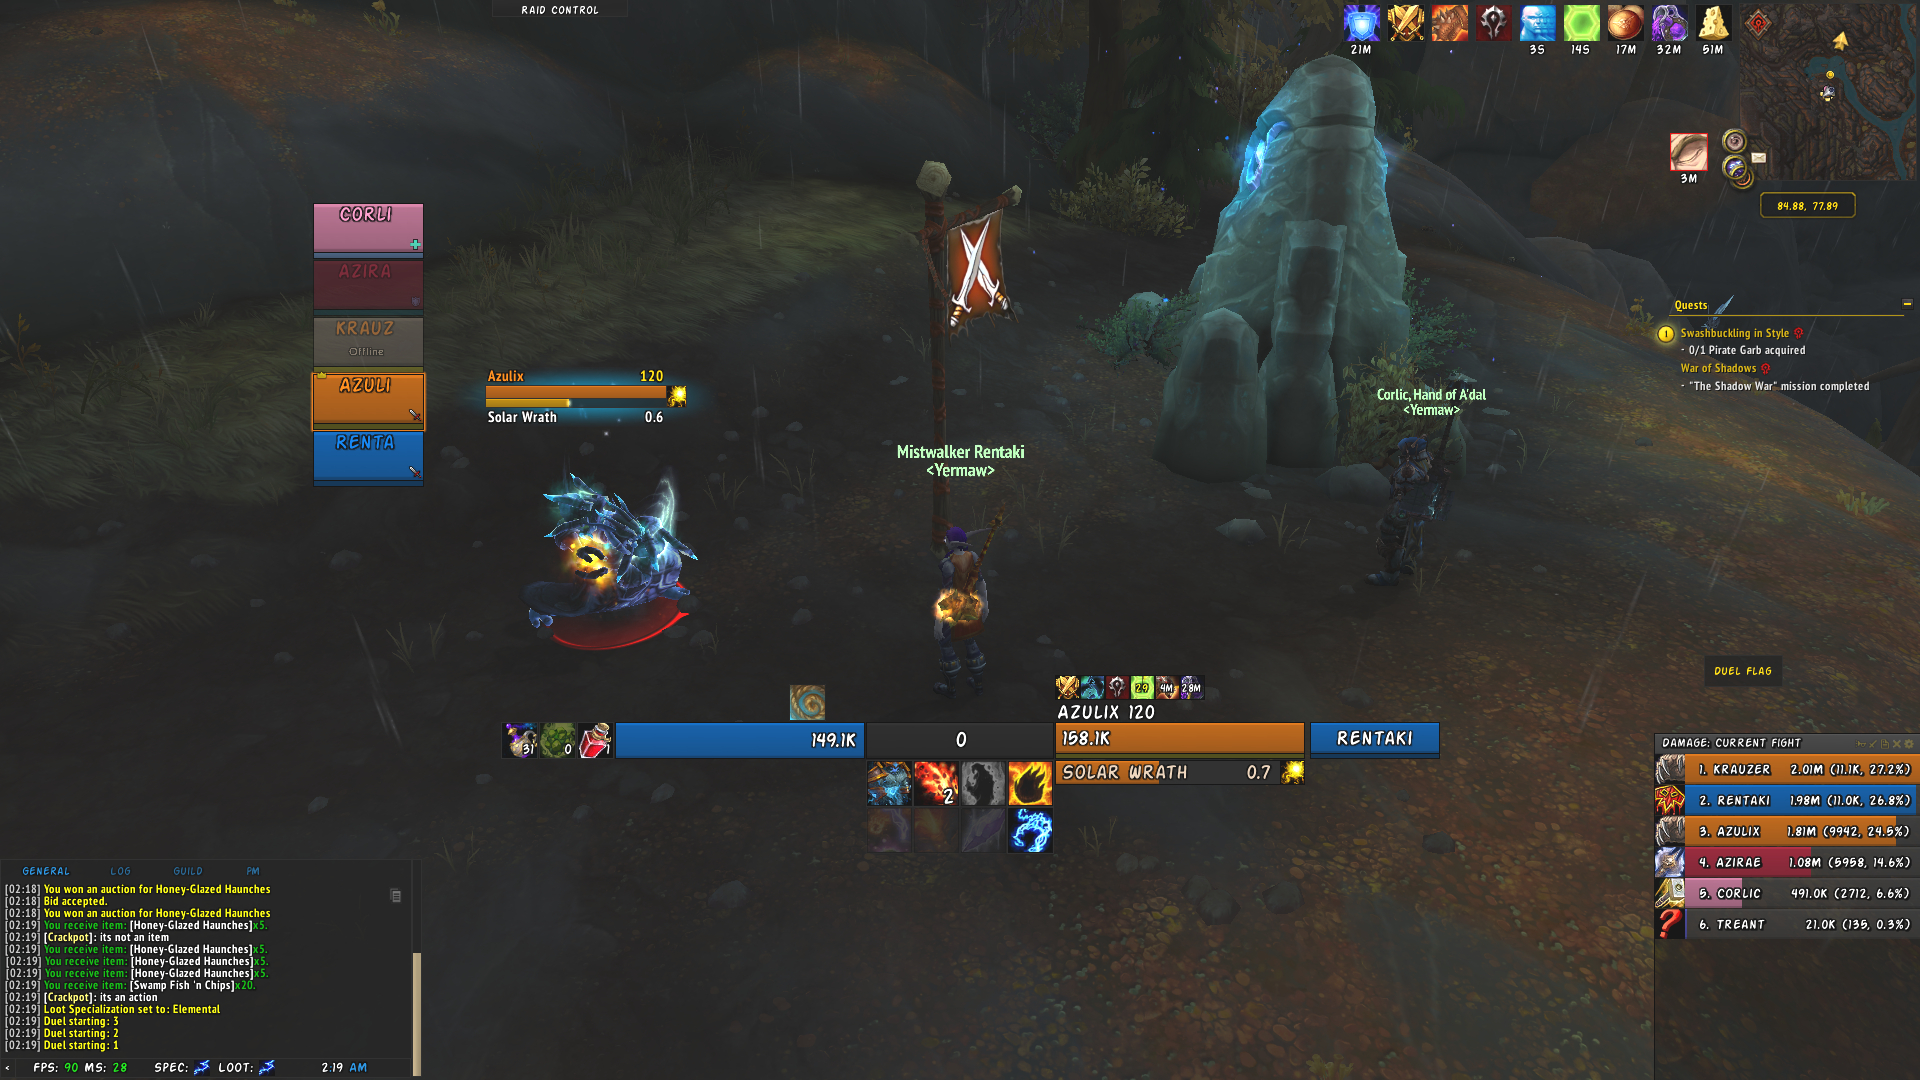 RAID CONTROL
21M
3S
14S
17M
32M
51M
3M
84.88, 77.89
CORLI
AZIRA
KRAUZ
Offline
AZULI
RENTA
Azulix 120
Solar Wrath 0.6
Mistwalker Rentaki
<Yermaw>
Corlic, Hand of A'dal
<Yermaw>
Quests
Swashbuckling in Style
- 0/1 Pirate Garb acquired
War of Shadows
- "The Shadow War" mission completed
DUEL FLAG
29 4M 28M
AZULIX 120
31
0
1
149.1K
0
158.1K
RENTAKI
SOLAR WRATH 0.7
2
DAMAGE: CURRENT FIGHT
1. KRAUZER 2.01M (11.1K, 27.2%)
2. RENTAKI 1.98M (11.0K, 26.8%)
3. AZULIX 1.81M (9942, 24.5%)
4. AZIRAE 1.08M (5958, 14.6%)
5. CORLIC 491.0K (2712, 6.6%)
6. TREANT 21.0K (135, 0.3%)
GENERAL LOG GUILD PM
[02:18] You won an auction for Honey-Glazed Haunches
[02:18] Bid accepted.
[02:18] You won an auction for Honey-Glazed Haunches
[02:19] You receive item: [Honey-Glazed Haunches]x5.
[02:19] [Crackpot]: its not an item
[02:19] You receive item: [Honey-Glazed Haunches]x5.
[02:19] You receive item: [Honey-Glazed Haunches]x5.
[02:19] You receive item: [Honey-Glazed Haunches]x5.
[02:19] You receive item: [Swamp Fish 'n Chips]x20.
[02:19] [Crackpot]: its an action
[02:19] Loot Specialization set to: Elemental
[02:19] Duel starting: 3
[02:19] Duel starting: 2
[02:19] Duel starting: 1
< FPS: 90 MS: 28 SPEC: LOOT: 2:19 AM